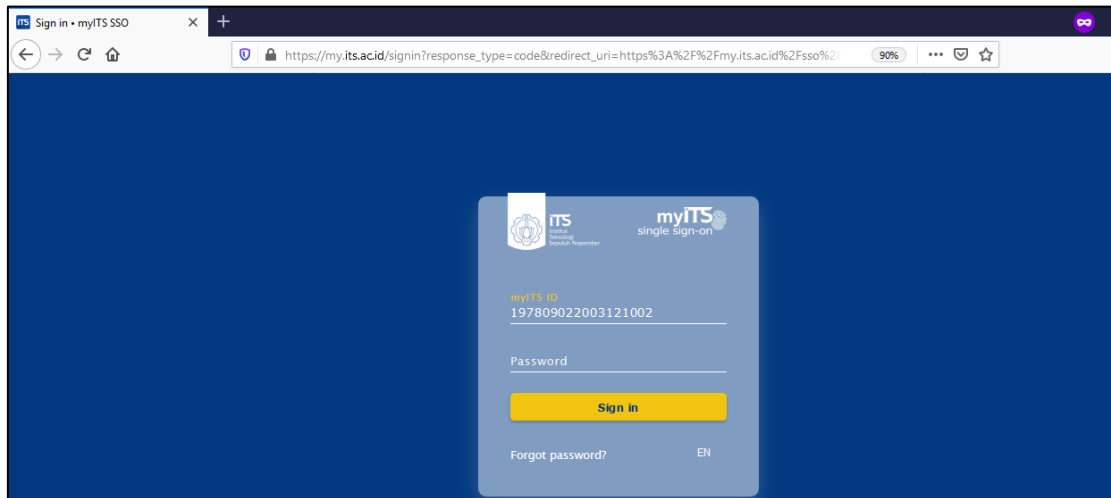 iTS Sign in • myITS SSO
https://my.its.ac.id/signin?response_type=code&redirect_uri=https%3A%2F%2Fmy.its.ac.id%2Fsso%2 90%
iTS
Institut
Teknologi
Sepuluh Nopember
myITS
single sign-on
myITS ID
197809022003121002
Password
Sign in
Forgot password? EN